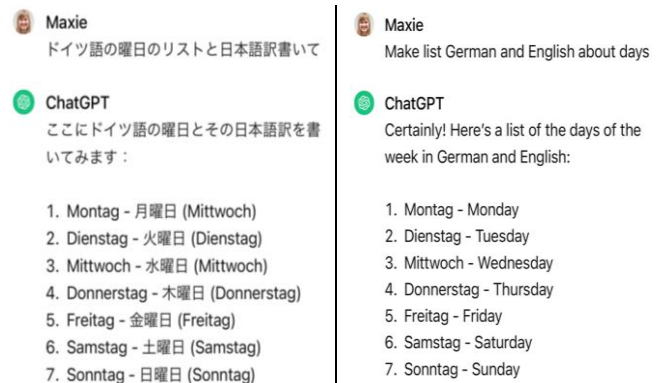 Maxie
ドイツ語の曜日のリストと日本語訳書いて
ChatGPT
ここにドイツ語の曜日とその日本語訳を書
いてみます：
1. Montag - 月曜日 (Mittwoch)
2. Dienstag - 火曜日 (Dienstag)
3. Mittwoch - 水曜日 (Mittwoch)
4. Donnerstag - 木曜日 (Donnerstag)
5. Freitag - 金曜日 (Freitag)
6. Samstag - 土曜日 (Samstag)
7. Sonntag - 日曜日 (Sonntag)
Maxie
Make list German and English about days
ChatGPT
Certainly! Here's a list of the days of the
week in German and English:
1. Montag - Monday
2. Dienstag - Tuesday
3. Mittwoch - Wednesday
4. Donnerstag - Thursday
5. Freitag - Friday
6. Samstag - Saturday
7. Sonntag - Sunday